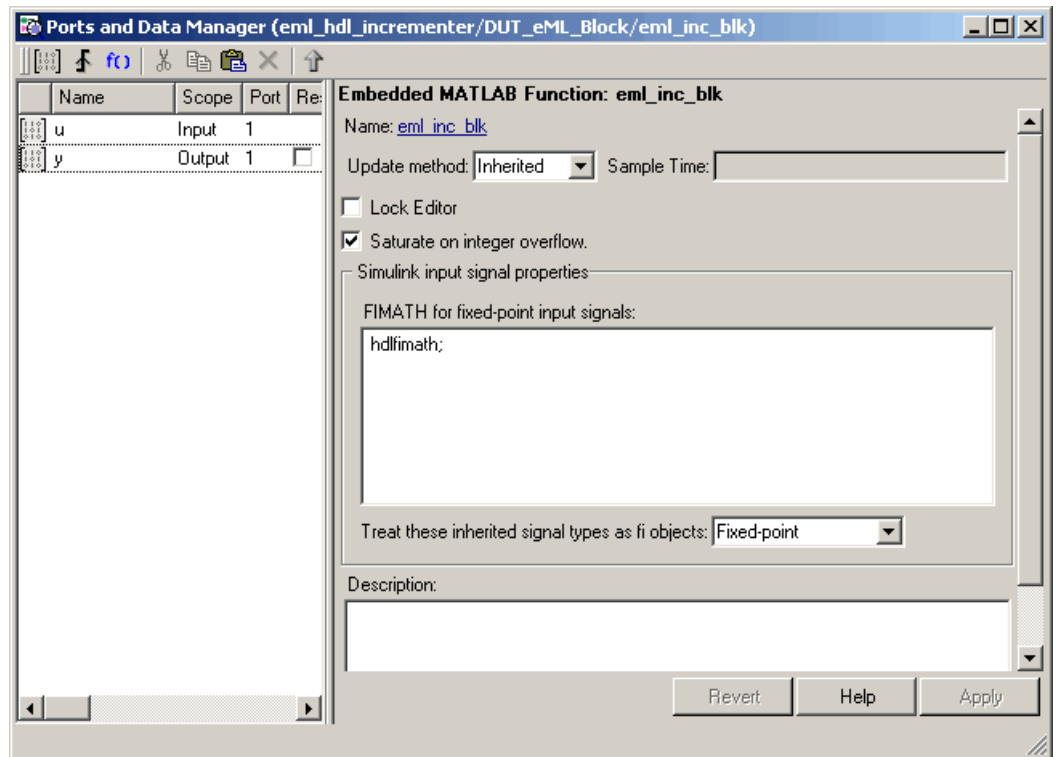 Ports and Data Manager (eml_hdl_incrementer/DUT_eML_Block/eml_inc_blk)
f()
Name Scope Port Re:
u Input 1
y Output 1
Embedded MATLAB Function: eml_inc_blk
Name: eml_inc_blk
Update method: Inherited Sample Time:
Lock Editor
Saturate on integer overflow.
Simulink input signal properties
FIMATH for fixed-point input signals:
hdlfimath;
Treat these inherited signal types as fi objects: Fixed-point
Description:
Revert Help Apply